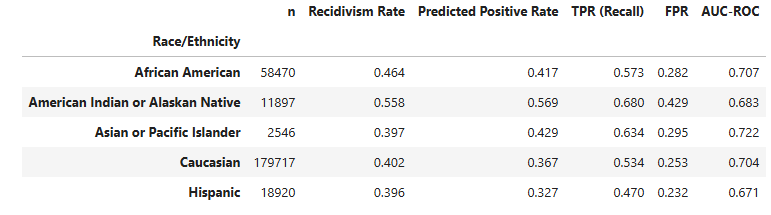 n Recidivism Rate Predicted Positive Rate TPR (Recall) FPR AUC-ROC
Race/Ethnicity
African American 58470 0.464 0.417 0.573 0.282 0.707
American Indian or Alaskan Native 11897 0.558 0.569 0.680 0.429 0.683
Asian or Pacific Islander 2546 0.397 0.429 0.634 0.295 0.722
Caucasian 179717 0.402 0.367 0.534 0.253 0.704
Hispanic 18920 0.396 0.327 0.470 0.232 0.671